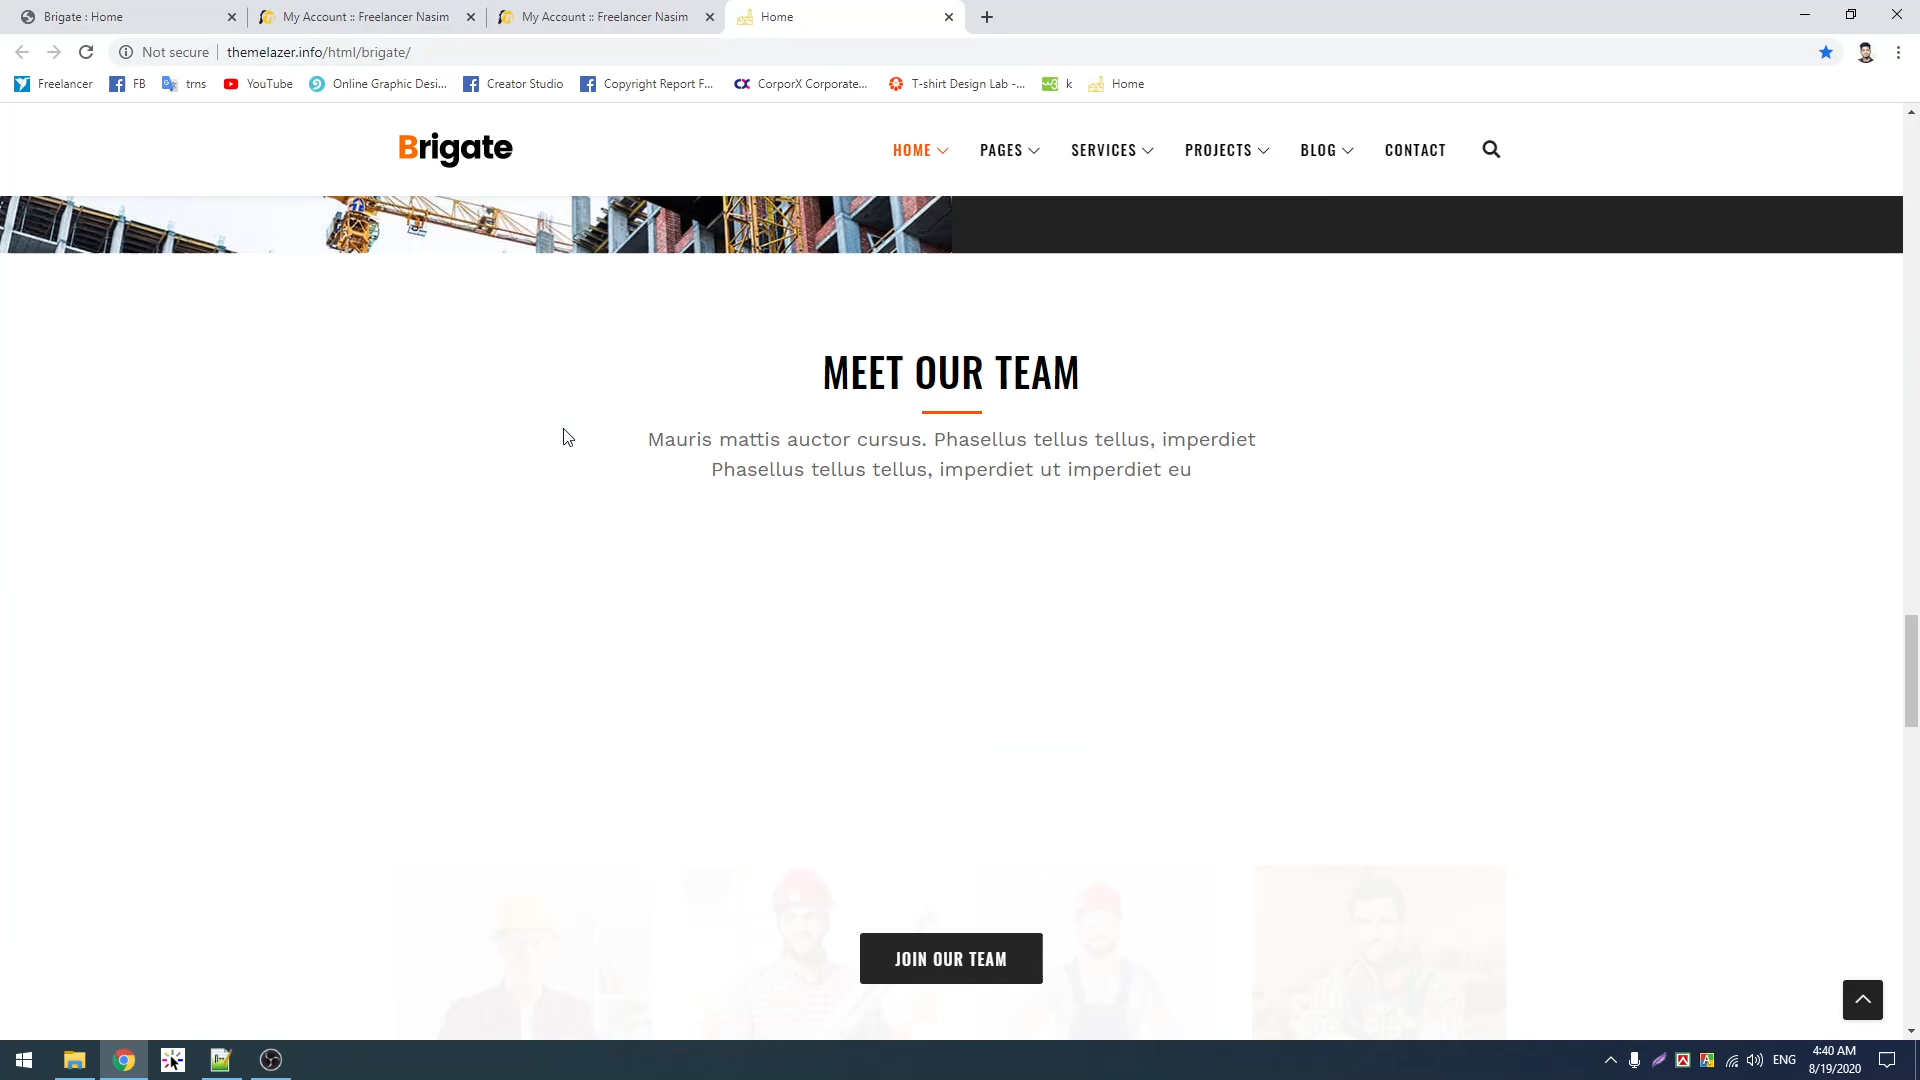 Brigate : Home
My Account :: Freelancer Nasim
My Account :: Freelancer Nasim
Home
Not secure
themelazer.info/html/brigate/
Freelancer
FB
trns
YouTube
Online Graphic Desi...
Creator Studio
Copyright Report F...
CX CorporX Corporate...
T-shirt Design Lab -...
k
Home
Brigate
HOME
PAGES
SERVICES
PROJECTS
BLOG
CONTACT
MEET OUR TEAM
Mauris mattis auctor cursus. Phasellus tellus tellus, imperdiet
Phasellus tellus tellus, imperdiet ut imperdiet eu
JOIN OUR TEAM
ENG
4:40 AM
8/19/2020